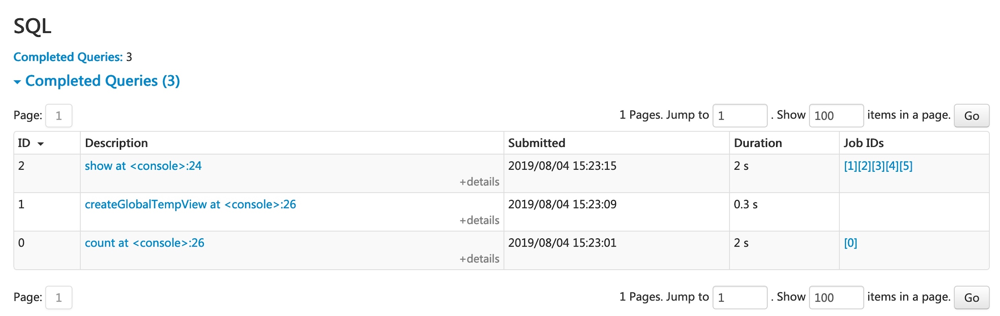 SQL
Completed Queries: 3
Completed Queries (3)
Page: 1 1 Pages. Jump to 1 . Show 100 items in a page. Go
ID Description Submitted Duration Job IDs
2 show at <console>:24 2019/08/04 15:23:15 2 s [1][2][3][4][5]
+details
1 createGlobalTempView at <console>:26 2019/08/04 15:23:09 0.3 s
+details
0 count at <console>:26 2019/08/04 15:23:01 2 s [0]
+details
Page: 1 1 Pages. Jump to 1 . Show 100 items in a page. Go